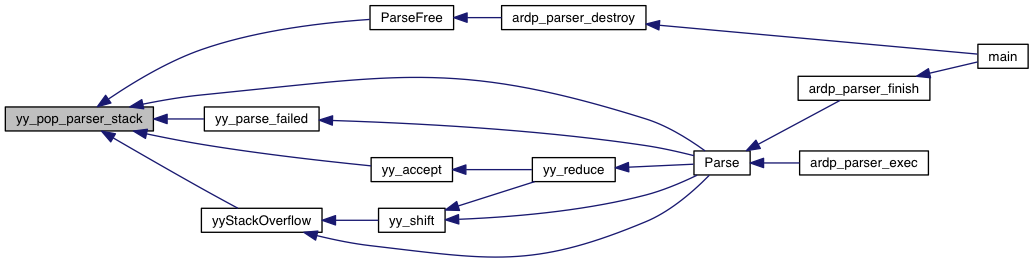 ParseFree
ardp_parser_destroy
main
ardp_parser_finish
yy_pop_parser_stack
yy_parse_failed
Parse
ardp_parser_exec
yy_accept
yy_reduce
yyStackOverflow
yy_shift